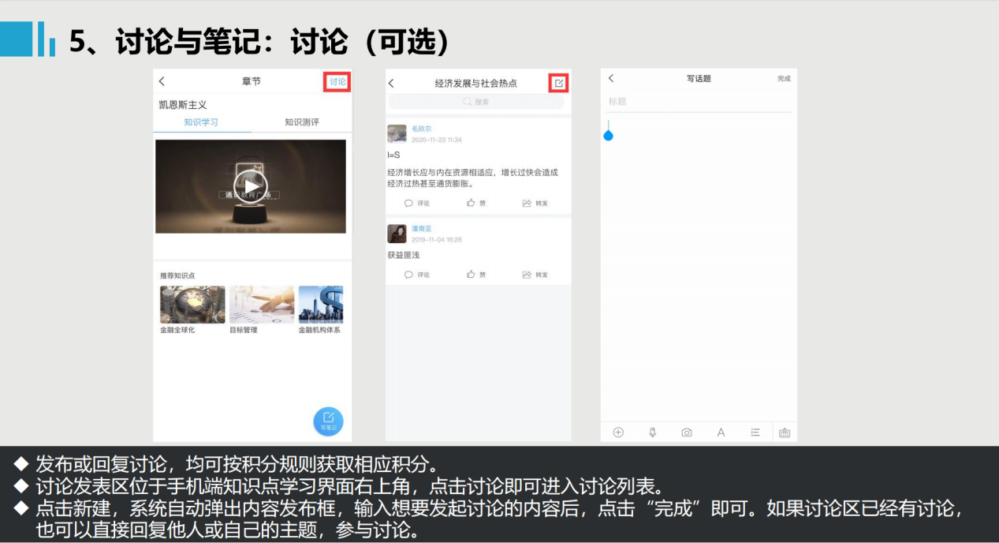 5、讨论与笔记：讨论（可选）
章节
讨论
凯恩斯主义
知识学习
知识测评
通识教育广场
推荐知识点
金融全球化
目标管理
金融机构体系
写笔记
经济发展与社会热点
搜索
毛欣尔
2020-11-22 11:34
I=S
经济增长应与内在资源相适应，增长过快会造成
经济过热甚至通货膨胀。
评论
赞
转发
潘南亚
2019-11-04 18:28
获益匪浅
评论
赞
转发
写话题
完成
标题
A
◆ 发布或回复讨论，均可按积分规则获取相应积分。
◆ 讨论发表区位于手机端知识点学习界面右上角，点击讨论即可进入讨论列表。
◆ 点击新建，系统自动弹出内容发布框，输入想要发起讨论的内容后，点击“完成”即可。如果讨论区已经有讨论，
也可以直接回复他人或自己的主题，参与讨论。